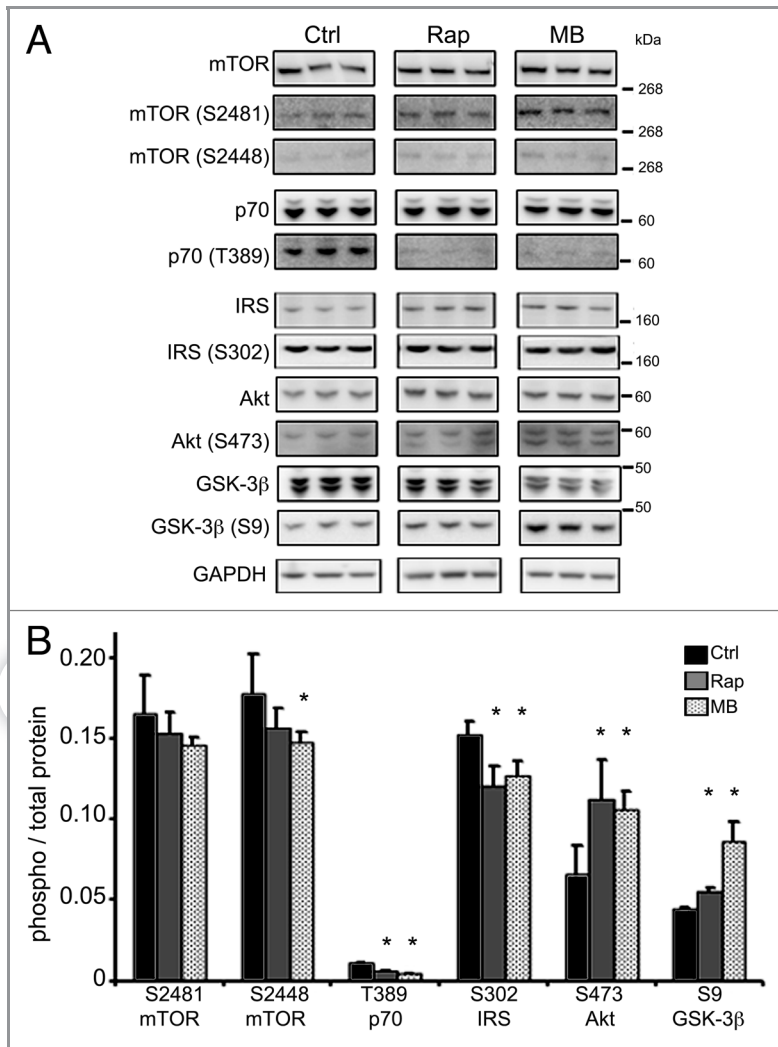 A
Ctrl Rap MB kDa
mTOR
268
mTOR (S2481)
268
mTOR (S2448)
268
p70
60
p70 (T389)
60
IRS
160
IRS (S302)
160
Akt
60
Akt (S473)
60
GSK-3β
50
GSK-3β (S9)
50
GAPDH
B
phospho / total protein
0.20
0.15
0.10
0.05
0
Ctrl
Rap
MB
*
* *
* *
* *
* *
S2481 S2448 T389 S302 S473 S9
mTOR mTOR p70 IRS Akt GSK-3β